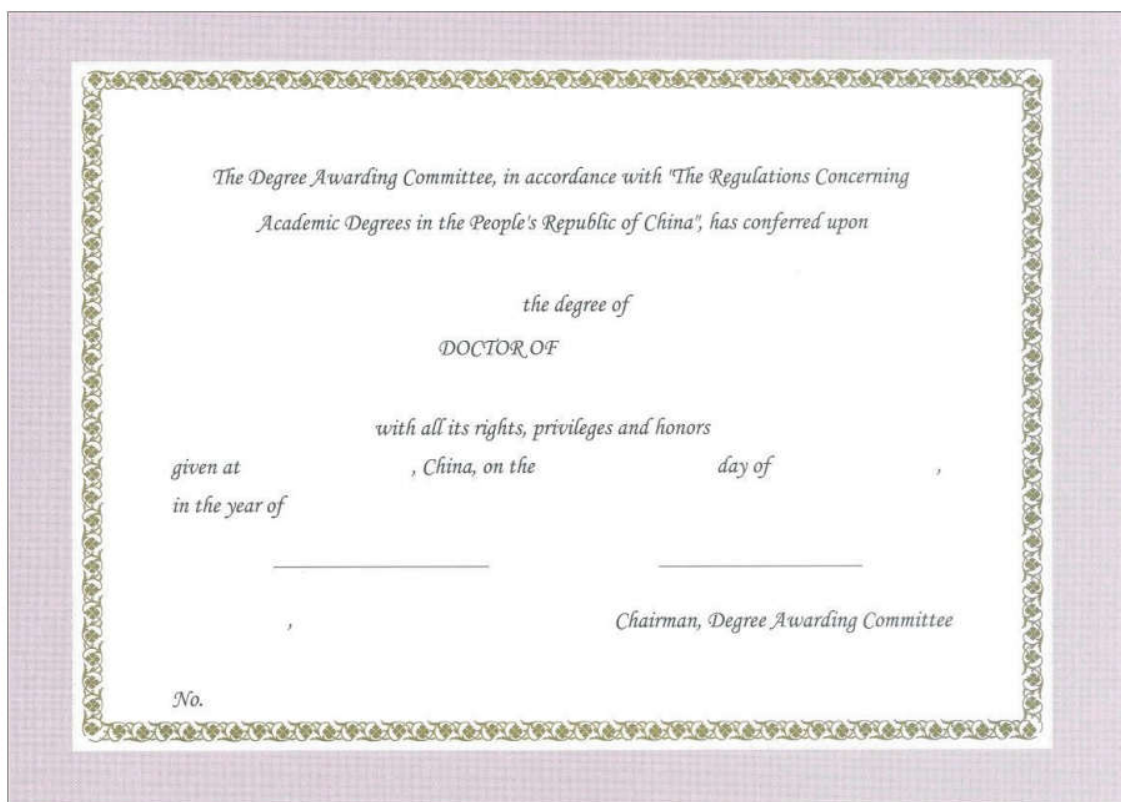 The Degree Awarding Committee, in accordance with "The Regulations Concerning
Academic Degrees in the People's Republic of China", has conferred upon
the degree of
DOCTOR OF
with all its rights, privileges and honors
given at , China, on the day of ,
in the year of
, Chairman, Degree Awarding Committee
No.